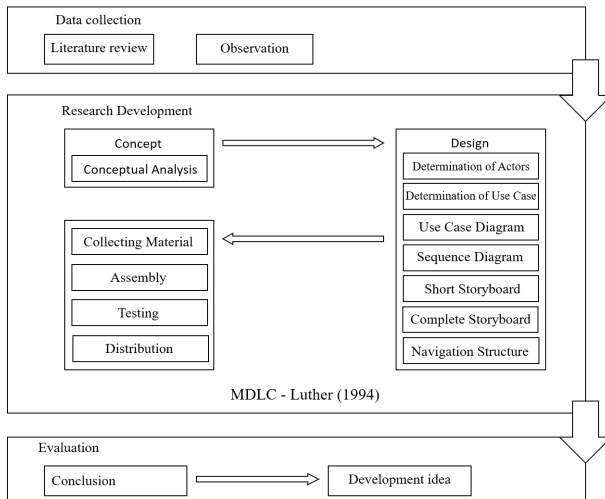 Data collection
Literature review
Observation
Research Development
Concept
Conceptual Analysis
Design
Determination of Actors
Determination of Use Case
Use Case Diagram
Sequence Diagram
Short Storyboard
Complete Storyboard
Navigation Structure
Collecting Material
Assembly
Testing
Distribution
MDLC - Luther (1994)
Evaluation
Conclusion
Development idea